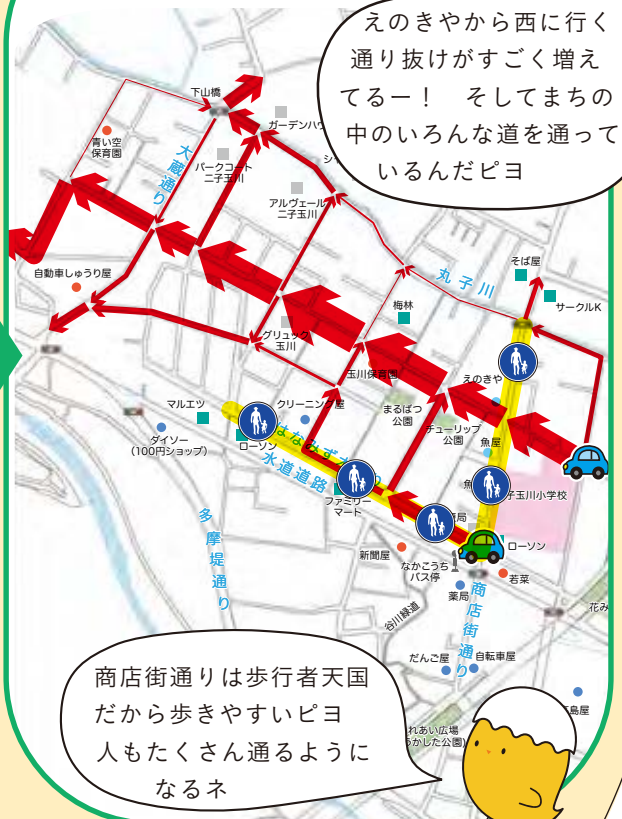 えのきやから西に行く
通り抜けがすごく増え
てるー！　そしてまちの
中のいろんな道を通って
いるんだピヨ
下山橋
ガーデンハウ
青い空
保育園
大蔵通り
パークコート
二子玉川
アルヴェール
二子玉川
自動車しゅうり屋
丸子川
そば屋
サークルK
梅林
グリュック
玉川
玉川保育園
えのきや
まるばつ
公園
チューリップ
公園
魚屋
マルエツ
クリーニング屋
ダイソー
（100円ショップ）
ローソン
はなみず
水道道路
ファミリー
マート
子玉川小学校
ローソン
新聞屋
なかこうち
バス停
若菜
薬局
多摩堤通り
谷川緑道
商店街通り
花み
だんご屋
自転車屋
島屋
れあい広場
かした公園)
商店街通りは歩行者天国
だから歩きやすいピヨ
人もたくさん通るように
なるネ